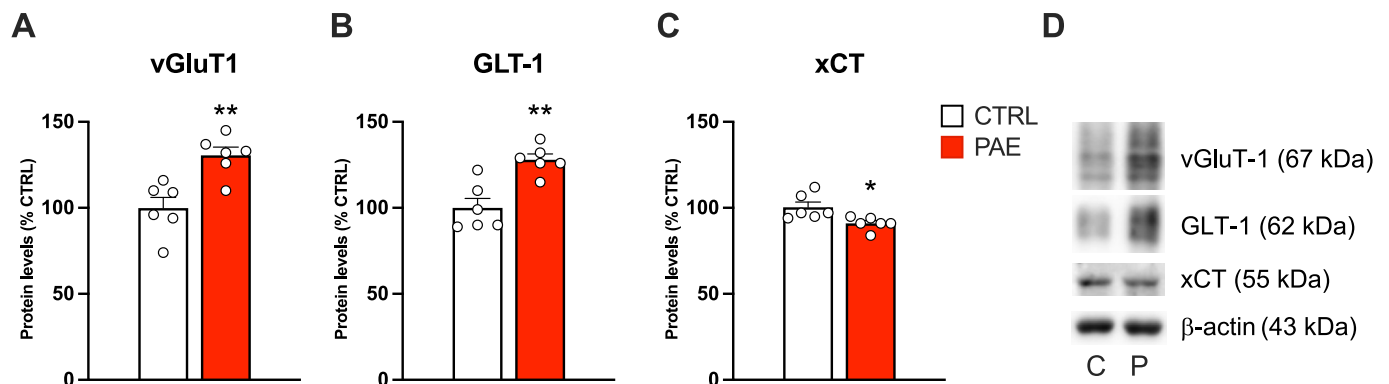 A
vGluT1
Protein levels (% CTRL)
150
100
50
0
**
B
GLT-1
Protein levels (% CTRL)
150
100
50
0
**
C
xCT
Protein levels (% CTRL)
150
100
50
0
*
CTRL
PAE
D
vGluT-1 (67 kDa)
GLT-1 (62 kDa)
xCT (55 kDa)
β-actin (43 kDa)
C P